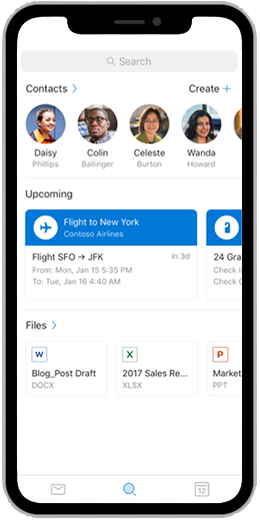 Search
Contacts
Create +
Daisy
Phillips
Colin
Ballinger
Celeste
Burton
Wanda
Howard
Upcoming
Flight to New York
Contoso Airlines
Flight SFO → JFK
In 3d
From: Mon, Jan 15 5:35 PM
To: Tue, Jan 16 4:40 AM
24 Gra
Check I
Check O
Files
W
Blog_Post Draft
DOCX
X
2017 Sales Re...
XLSX
P
Market
PPT
12